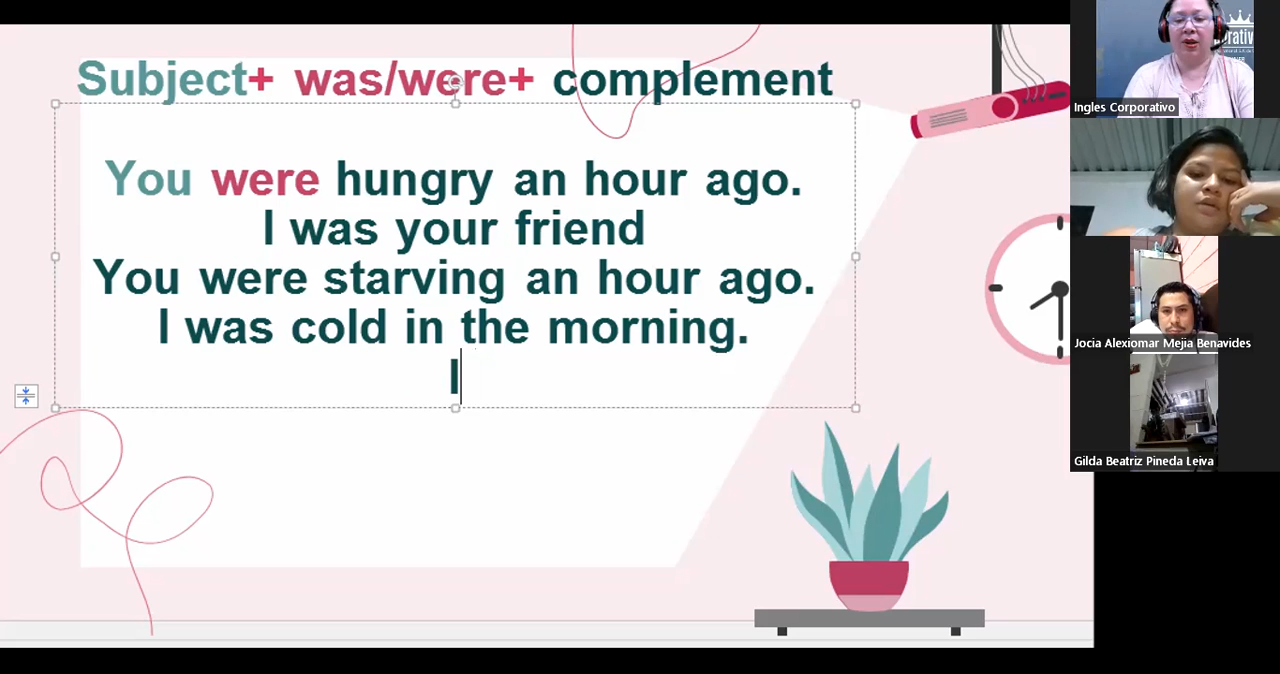 Subject+ was/were+ complement
You were hungry an hour ago.
I was your friend
You were starving an hour ago.
I was cold in the morning.
I
Ingles Corporativo
Jocia Alexiomar Mejia Benavides
Gilda Beatriz Pineda Leiva